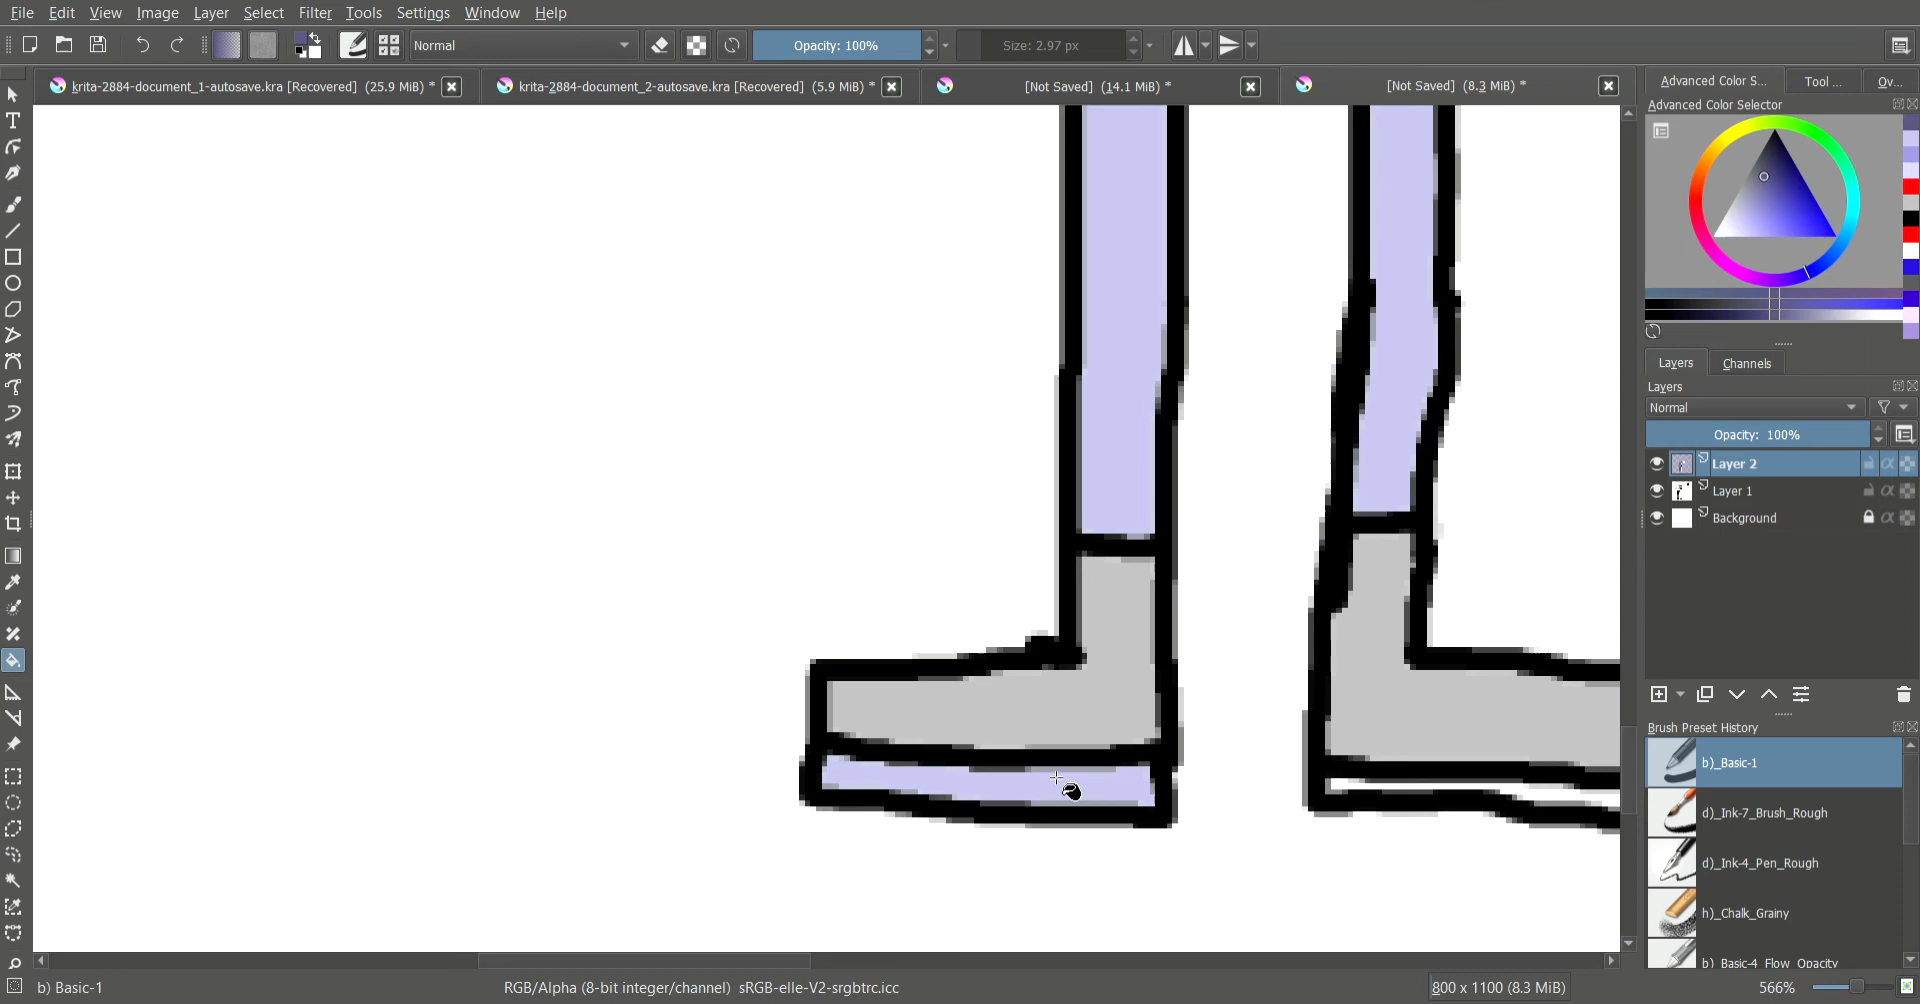 File Edit View Image Layer Select Filter Tools Settings Window Help
Normal Opacity: 100% Size: 2.97 px
krita-2884-document_1-autosave.kra [Recovered] (25.9 MiB) *
krita-2884-document_2-autosave.kra [Recovered] (5.9 MiB) *
[Not Saved] (14.1 MiB) *
[Not Saved] (8.3 MiB) *
Advanced Color S... Tool ... Ov...
Advanced Color Selector
Layers Channels
Layers
Normal
Opacity: 100%
Layer 2
Layer 1
Background
Brush Preset History
b)_Basic-1
d)_Ink-7_Brush_Rough
d)_Ink-4_Pen_Rough
h)_Chalk_Grainy
b)_Basic-4_Flow_Opacity
b) Basic-1 RGB/Alpha (8-bit integer/channel) sRGB-elle-V2-srgbtrc.icc 800 x 1100 (8.3 MiB) 566%